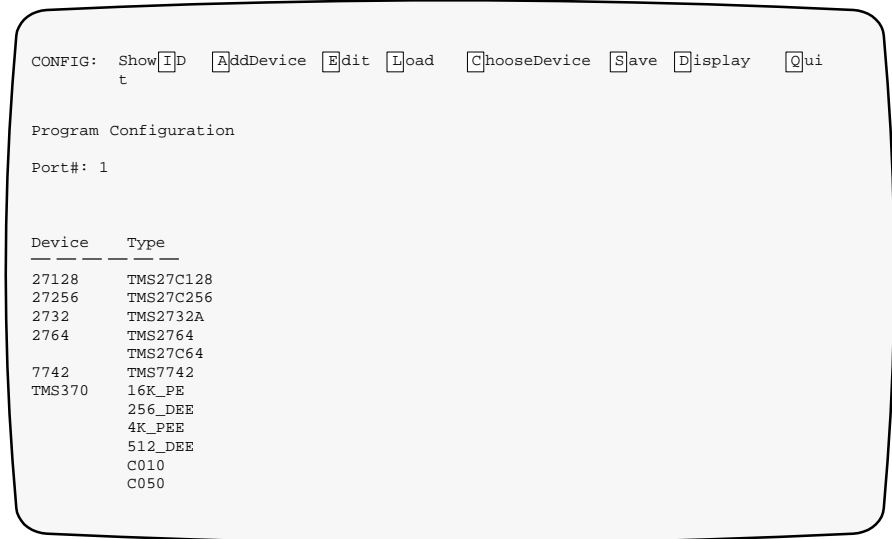 CONFIG: ShowID AddDevice Edit Load ChooseDevice Save Display Qui
t
Program Configuration
Port#: 1
Device Type
27128 TMS27C128
27256 TMS27C256
2732 TMS2732A
2764 TMS2764
TMS27C64
7742 TMS7742
TMS370 16K_PE
256_DEE
4K_PEE
512_DEE
C010
C050